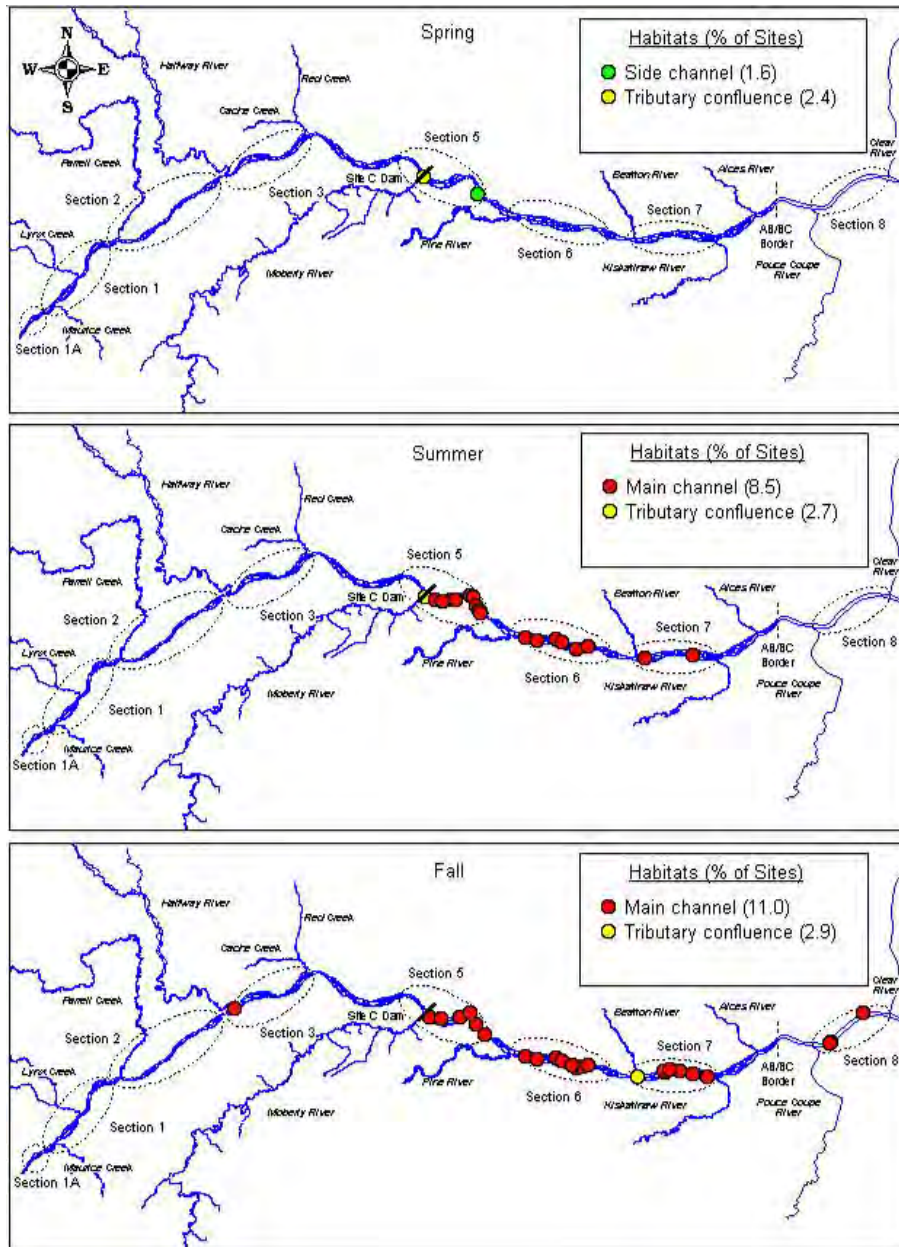 Spring
Habitats (% of Sites)
Side channel (1.6)
Tributary confluence (2.4)
N
W
E
S
Halfway River
Red Creek
Cache Creek
Farrell Creek
Section 5
Clear River
Section 2
Site C Dam
Beatton River
Alces River
Section 3
Section 7
Lynx Creek
Pine River
AB/BC Border
Section 8
Section 6
Moberly River
Kiskatinaw River
Pouce Coupe River
Section 1
Maurice Creek
Section 1A
Summer
Habitats (% of Sites)
Main channel (8.5)
Tributary confluence (2.7)
Halfway River
Red Creek
Cache Creek
Farrell Creek
Section 5
Clear River
Section 2
Site C Dam
Beatton River
Alces River
Section 3
Section 7
Lynx Creek
Pine River
AB/BC Border
Section 8
Section 6
Moberly River
Kiskatinaw River
Pouce Coupe River
Section 1
Maurice Creek
Section 1A
Fall
Habitats (% of Sites)
Main channel (11.0)
Tributary confluence (2.9)
Halfway River
Red Creek
Cache Creek
Farrell Creek
Section 5
Clear River
Section 2
Site C Dam
Beatton River
Alces River
Section 3
Section 7
Lynx Creek
Pine River
AB/BC Border
Section 8
Section 6
Moberly River
Kiskatinaw River
Pouce Coupe River
Section 1
Maurice Creek
Section 1A